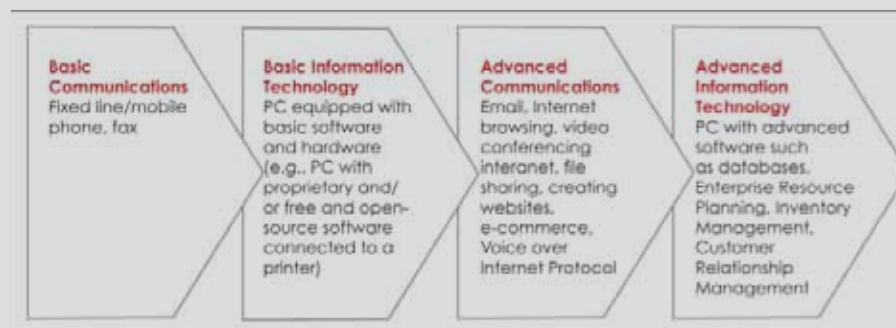 Basic
Communications
Fixed line/mobile
phone, fax
Basic Information
Technology
PC equipped with
basic software
and hardware
(e.g., PC with
proprietary and/
or free and open-
source software
connected to a
printer)
Advanced
Communications
Email, Internet
browsing, video
conferencing
interanet, file
sharing, creating
websites,
e-commerce,
Voice over
Internet Protocol
Advanced
Information
Technology
PC with advanced
software such
as databases,
Enterprise Resource
Planning, Inventory
Management,
Customer
Relationship
Management